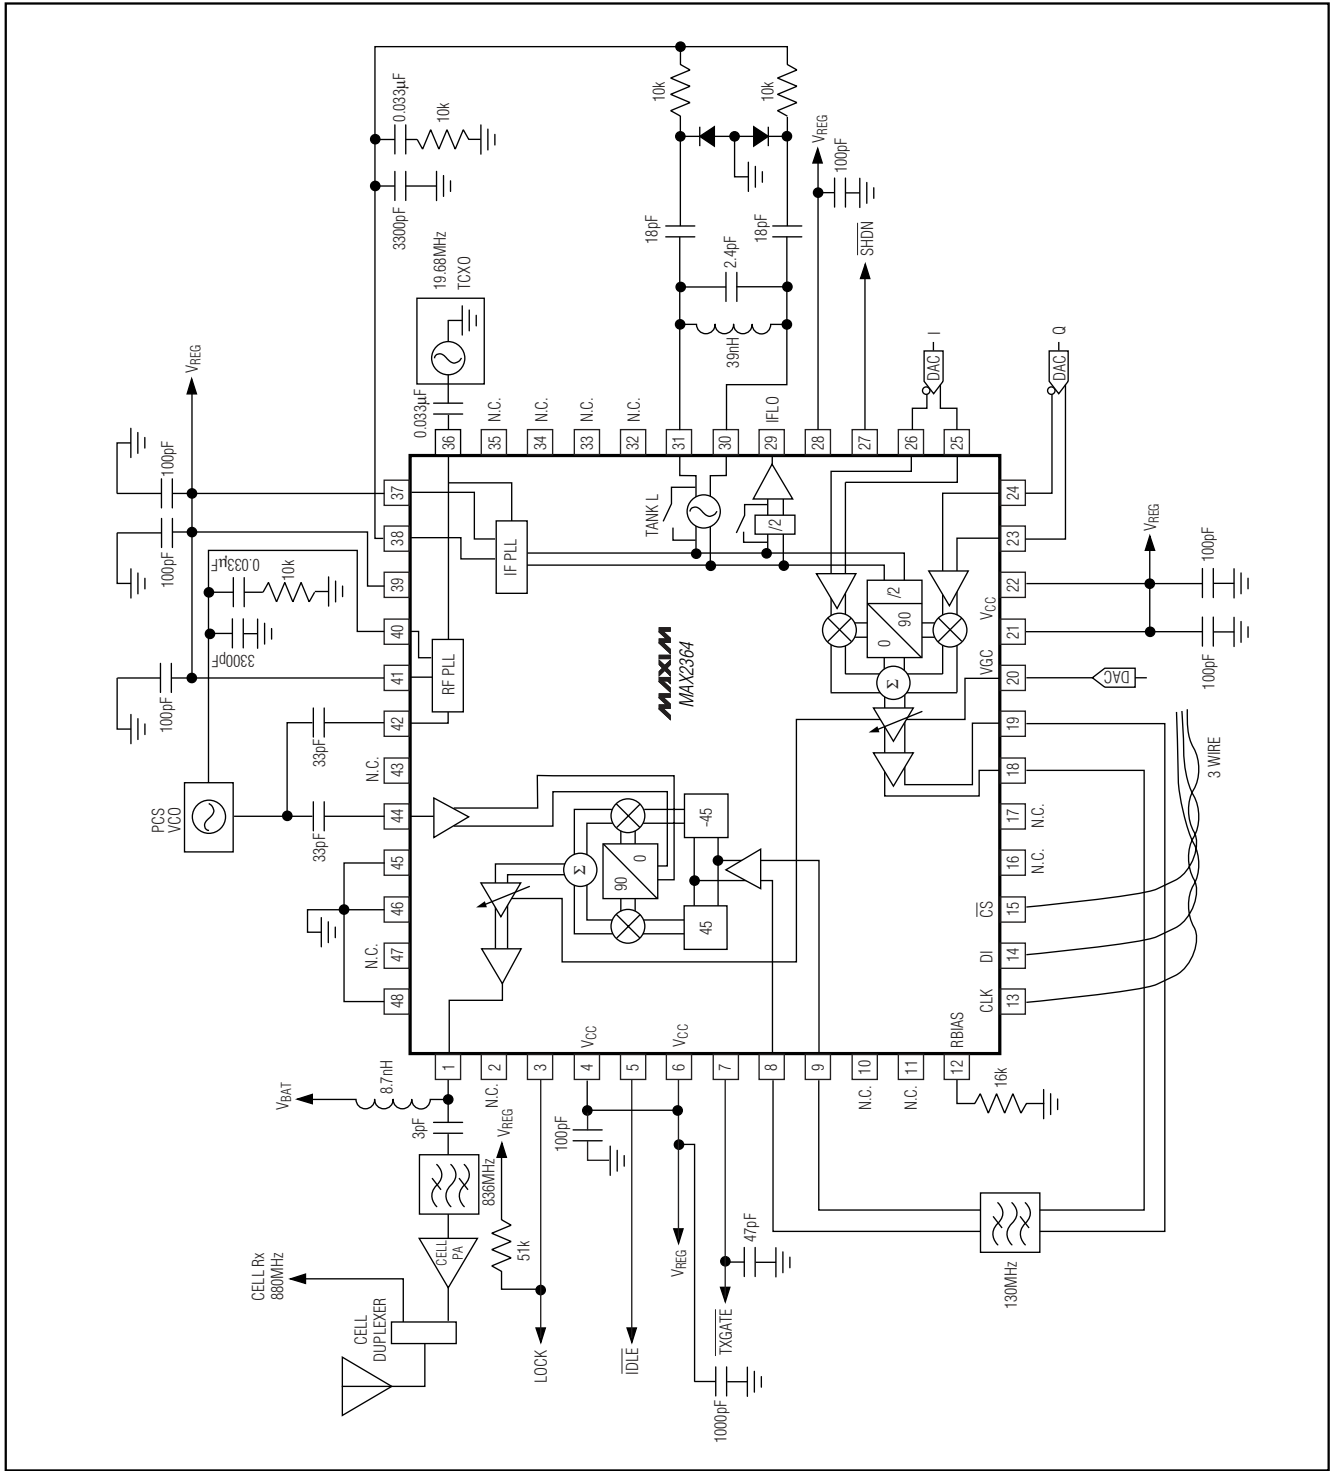 0.033μF
10k
3300pF
19.68MHz
TCXO
0.033μF
10k
10k
18pF
18pF
2.4pF
39nH
VREG
100pF
SHDN
DAC
I
DAC
Q
VREG
100pF
100pF
100pF
0.033μF
10k
3300pF
100pF
33pF
33pF
PCS
VCO
N.C.
N.C.
36
35
N.C.
34
N.C.
33
N.C.
32
N.C.
31
30
29
IFLO
28
27
26
25
37
38
39
40
41
42
43
44
45
46
47
48
24
23
22
21
20
19
18
17
N.C.
16
N.C.
15
14
13
VCC
VGC
CS
DI
CLK
RBIAS
IF PLL
RF PLL
TANK L
/2
/2
0
90
Σ
MAXIM
MAX2364
-45
Σ
90
0
45
VREG
100pF
100pF
DAC
3 WIRE
1
2
N.C.
3
4
VCC
5
6
VCC
7
8
9
10
N.C.
11
N.C.
12
16k
VBAT
8.7nH
3pF
836MHz
CELL
PA
VREG
51k
100pF
CELL Rx
880MHz
CELL
DUPLEXER
LOCK
IDLE
VREG
TXGATE
47pF
1000pF
130MHz